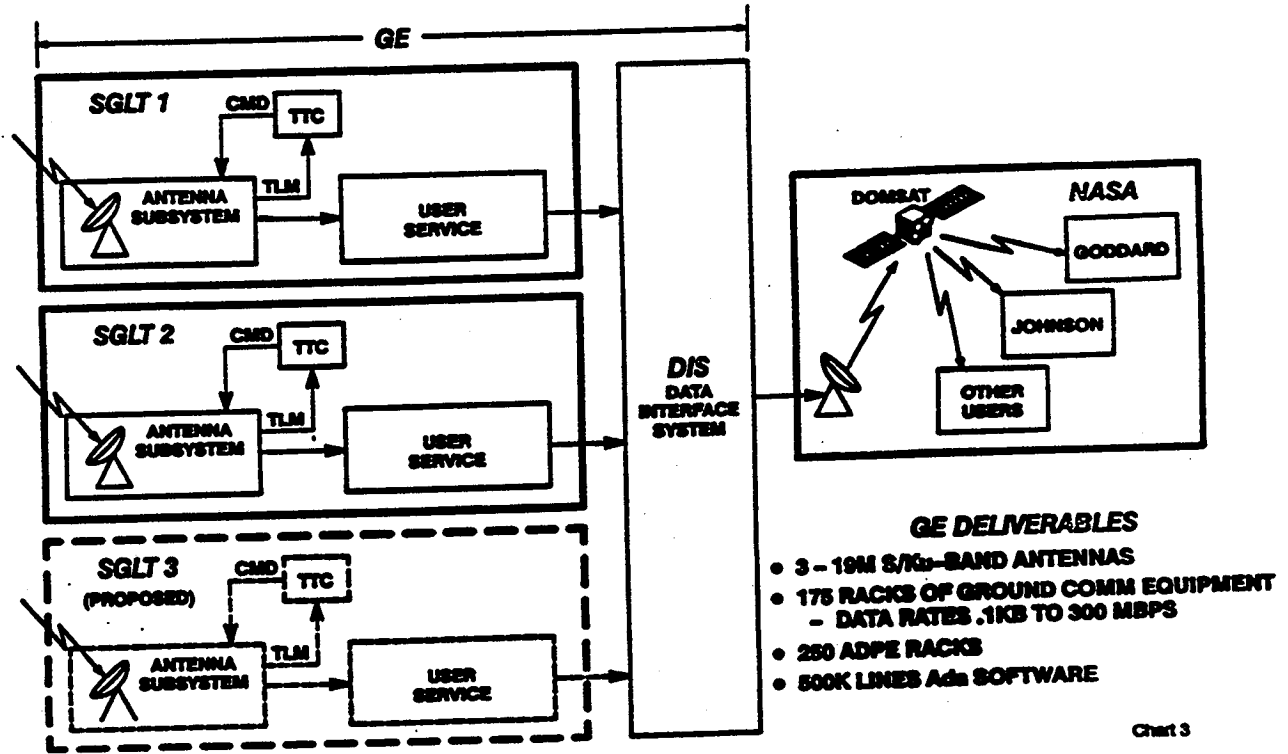 GE
SGLT 1
CMD
TTC
ANTENNA
SUBSYSTEM
TLM
USER
SERVICE
SGLT 2
CMD
TTC
ANTENNA
SUBSYSTEM
TLM
USER
SERVICE
SGLT 3
(PROPOSED)
CMD
TTC
ANTENNA
SUBSYSTEM
TLM
USER
SERVICE
DIS
DATA
INTERFACE
SYSTEM
NASA
DOMSAT
GODDARD
JOHNSON
OTHER
USERS
GE DELIVERABLES
• 3 – 19M S/Ku–BAND ANTENNAS
• 175 RACKS OF GROUND COMM EQUIPMENT
– DATA RATES .1KB TO 300 MBPS
• 250 ADPE RACKS
• 500K LINES Ada SOFTWARE
Chart 3